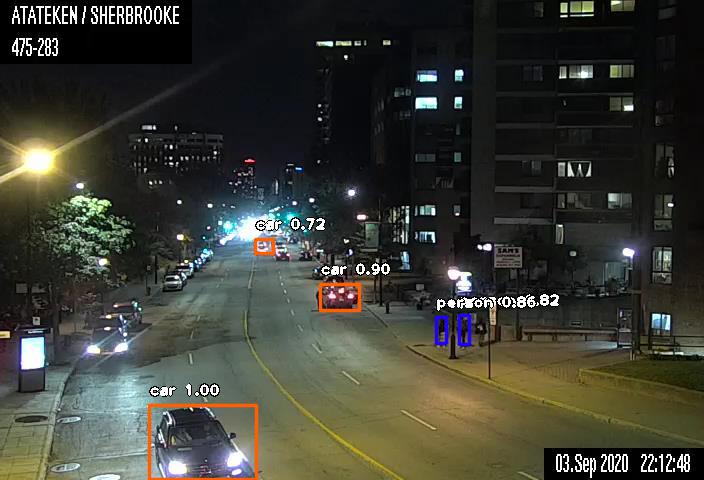 ATATEKEN / SHERBROOKE
475-283
car 0.72
car 0.90
person 0.86
.82
car 1.00
03.Sep 2020 22:12:48